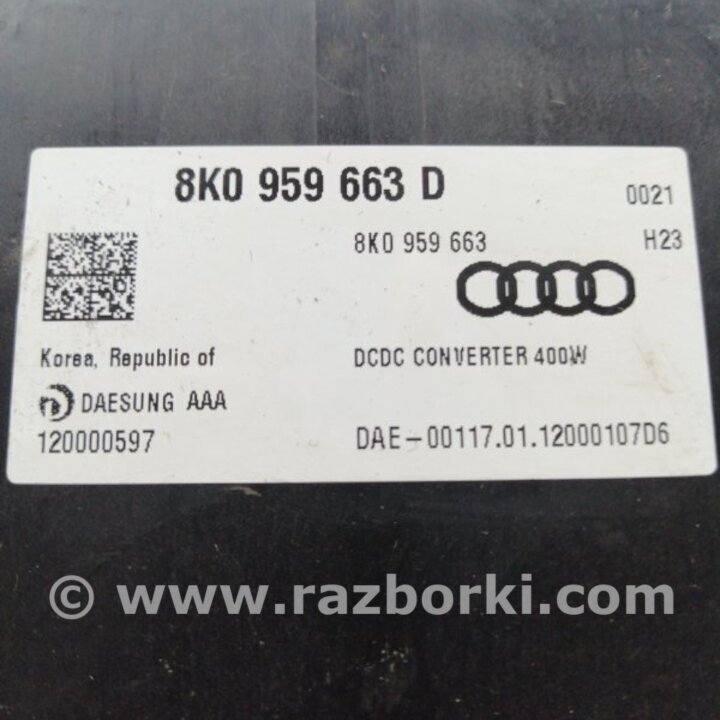 8K0 959 663 D
0021
8K0 959 663
H23
Korea, Republic of
DCDC CONVERTER 400W
DAESUNG AAA
120000597
DAE-00117.01.12000107D6
© www.razborki.com